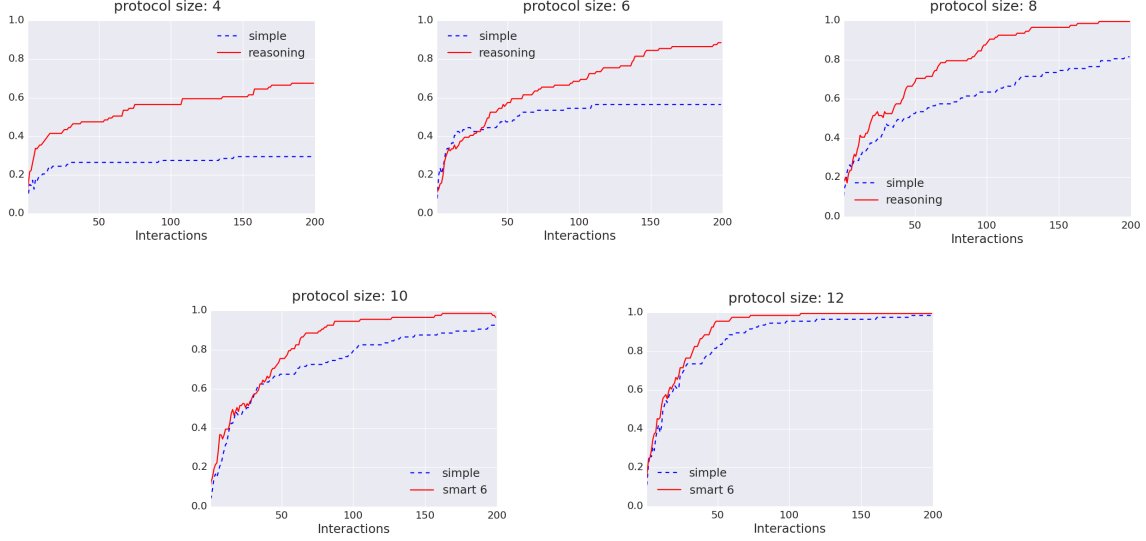 protocol size: 4
1.0
0.8
0.6
0.4
0.2
0.0
simple
reasoning
50
100
150
200
Interactions
protocol size: 6
1.0
0.8
0.6
0.4
0.2
0.0
simple
reasoning
50
100
150
200
Interactions
protocol size: 8
1.0
0.8
0.6
0.4
0.2
0.0
simple
reasoning
50
100
150
200
Interactions
protocol size: 10
1.0
0.8
0.6
0.4
0.2
0.0
simple
smart 6
50
100
150
200
Interactions
protocol size: 12
1.0
0.8
0.6
0.4
0.2
0.0
simple
smart 6
50
100
150
200
Interactions